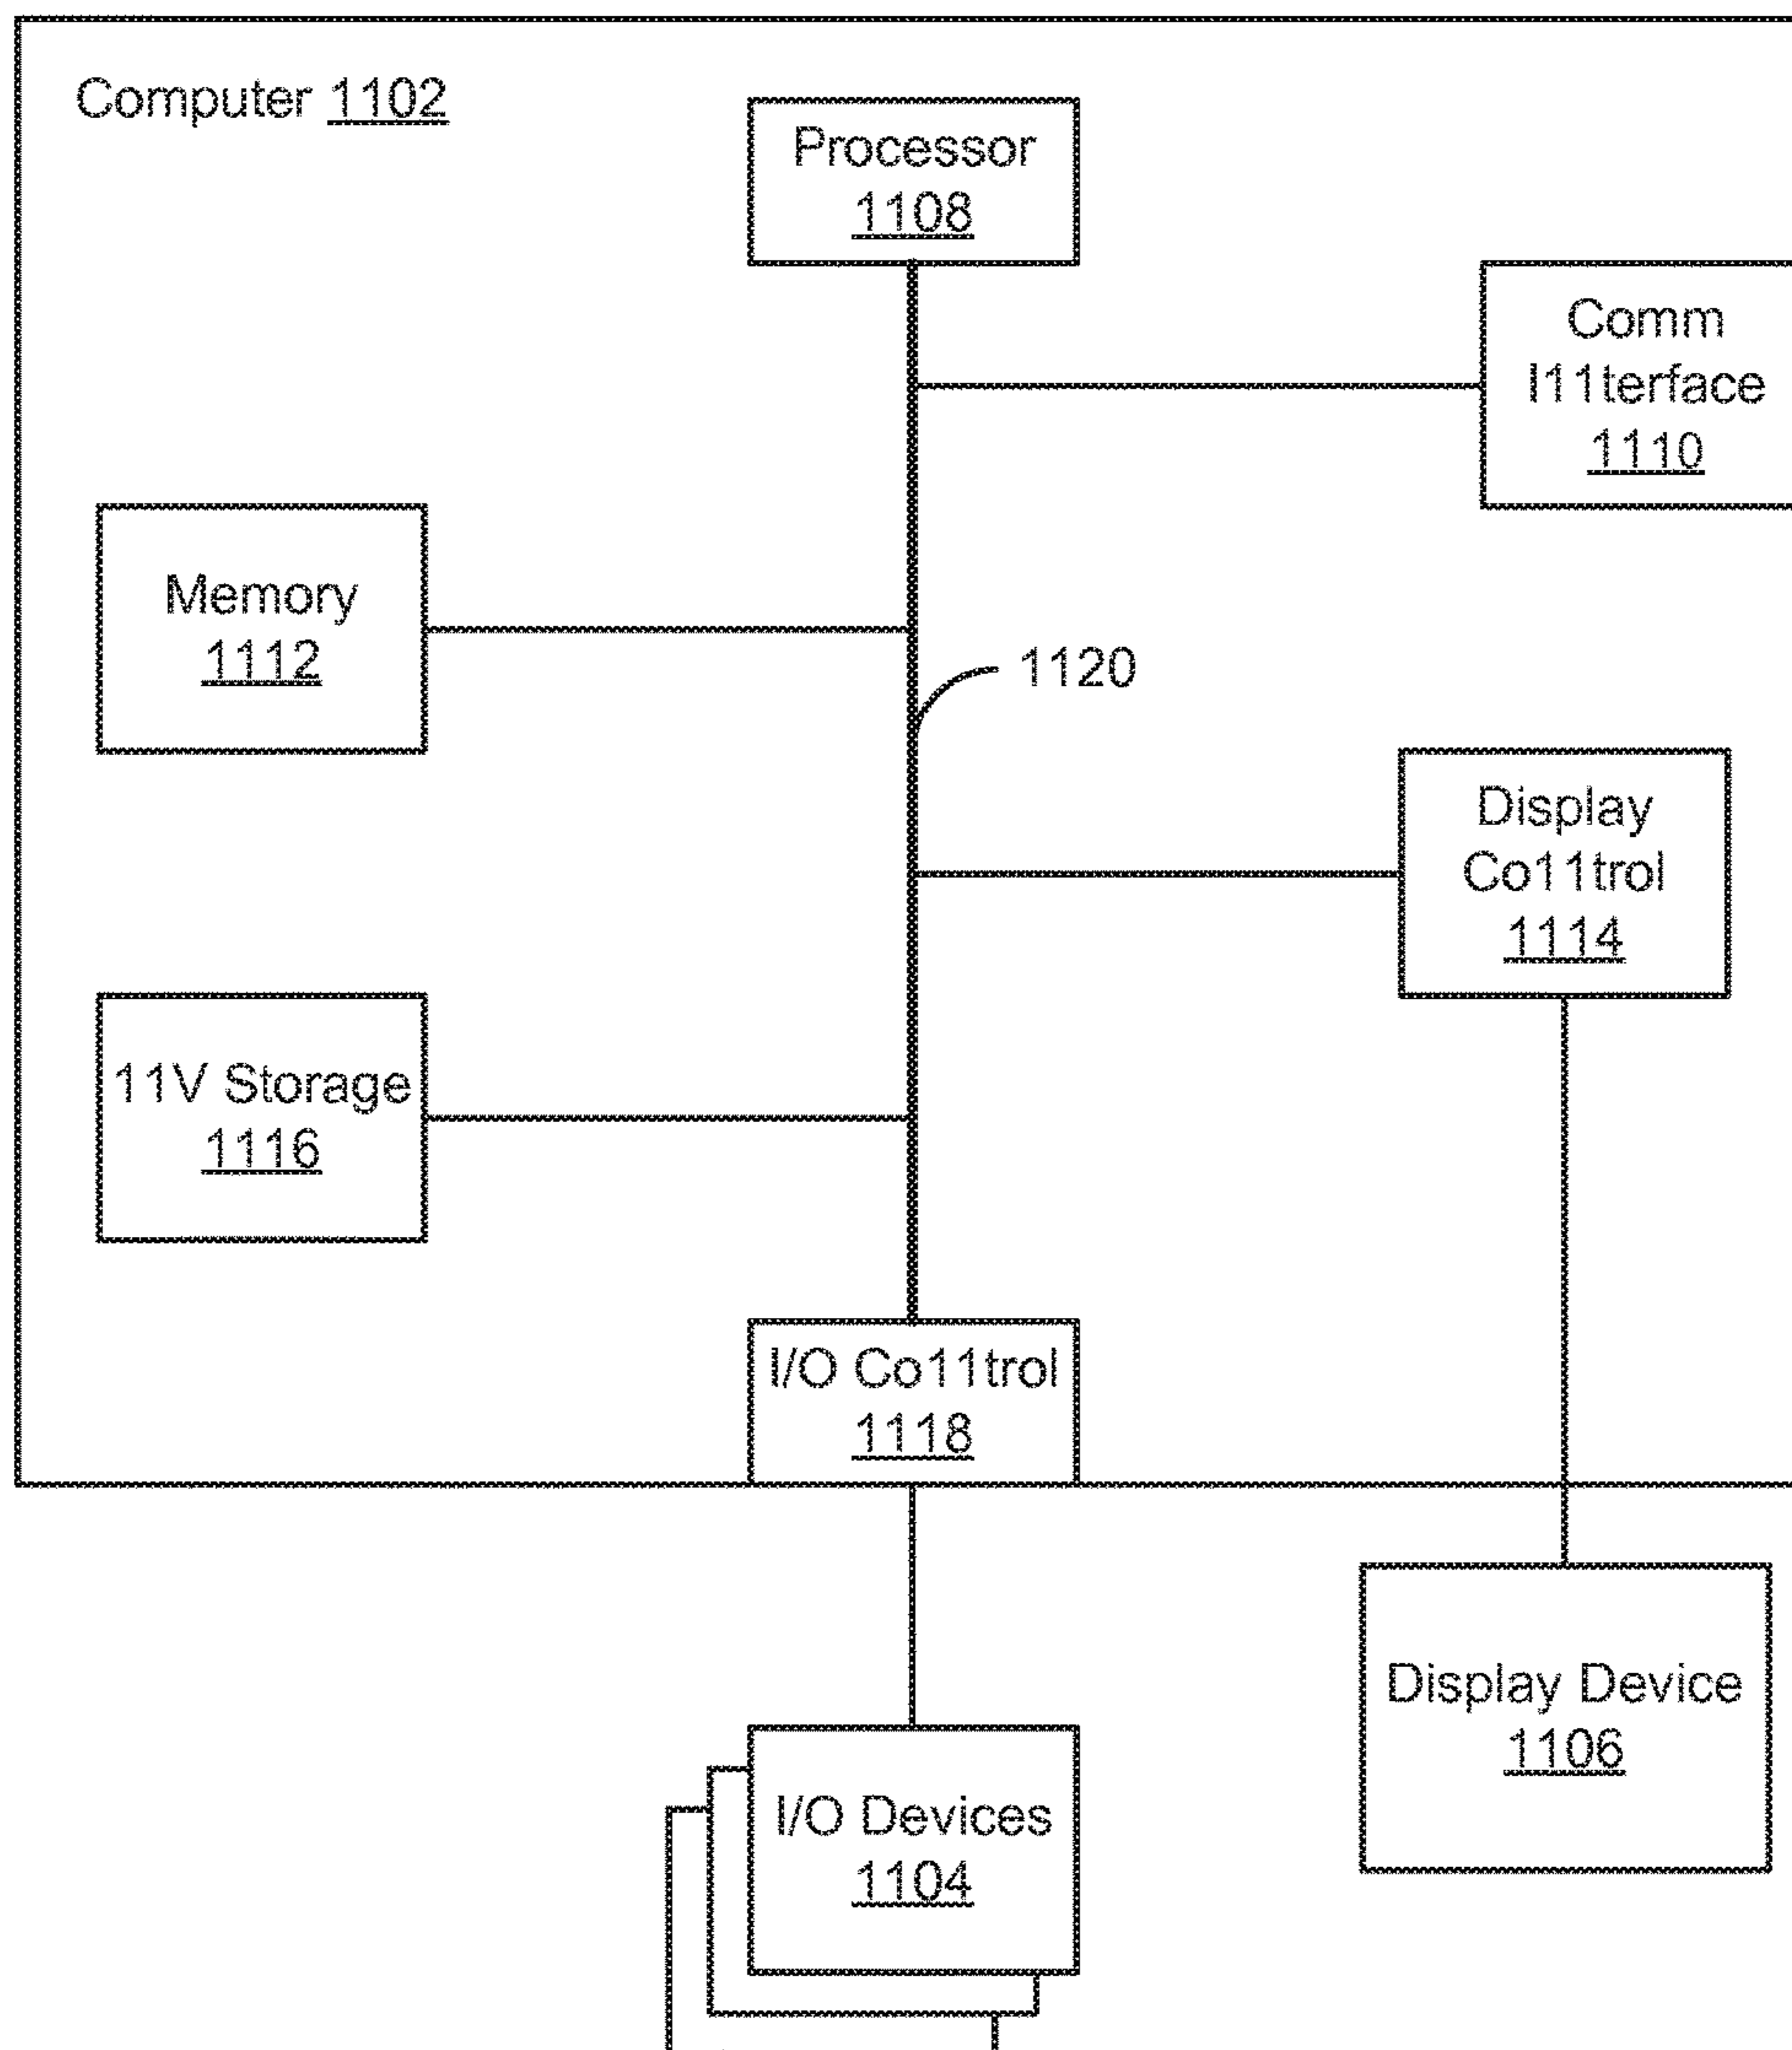 Computer 1102
Processor
1108
Comm
I11terface
1110
Memory
1112
1120
Display
Co11trol
1114
11V Storage
1116
I/O Co11trol
1118
Display Device
1106
I/O Devices
1104